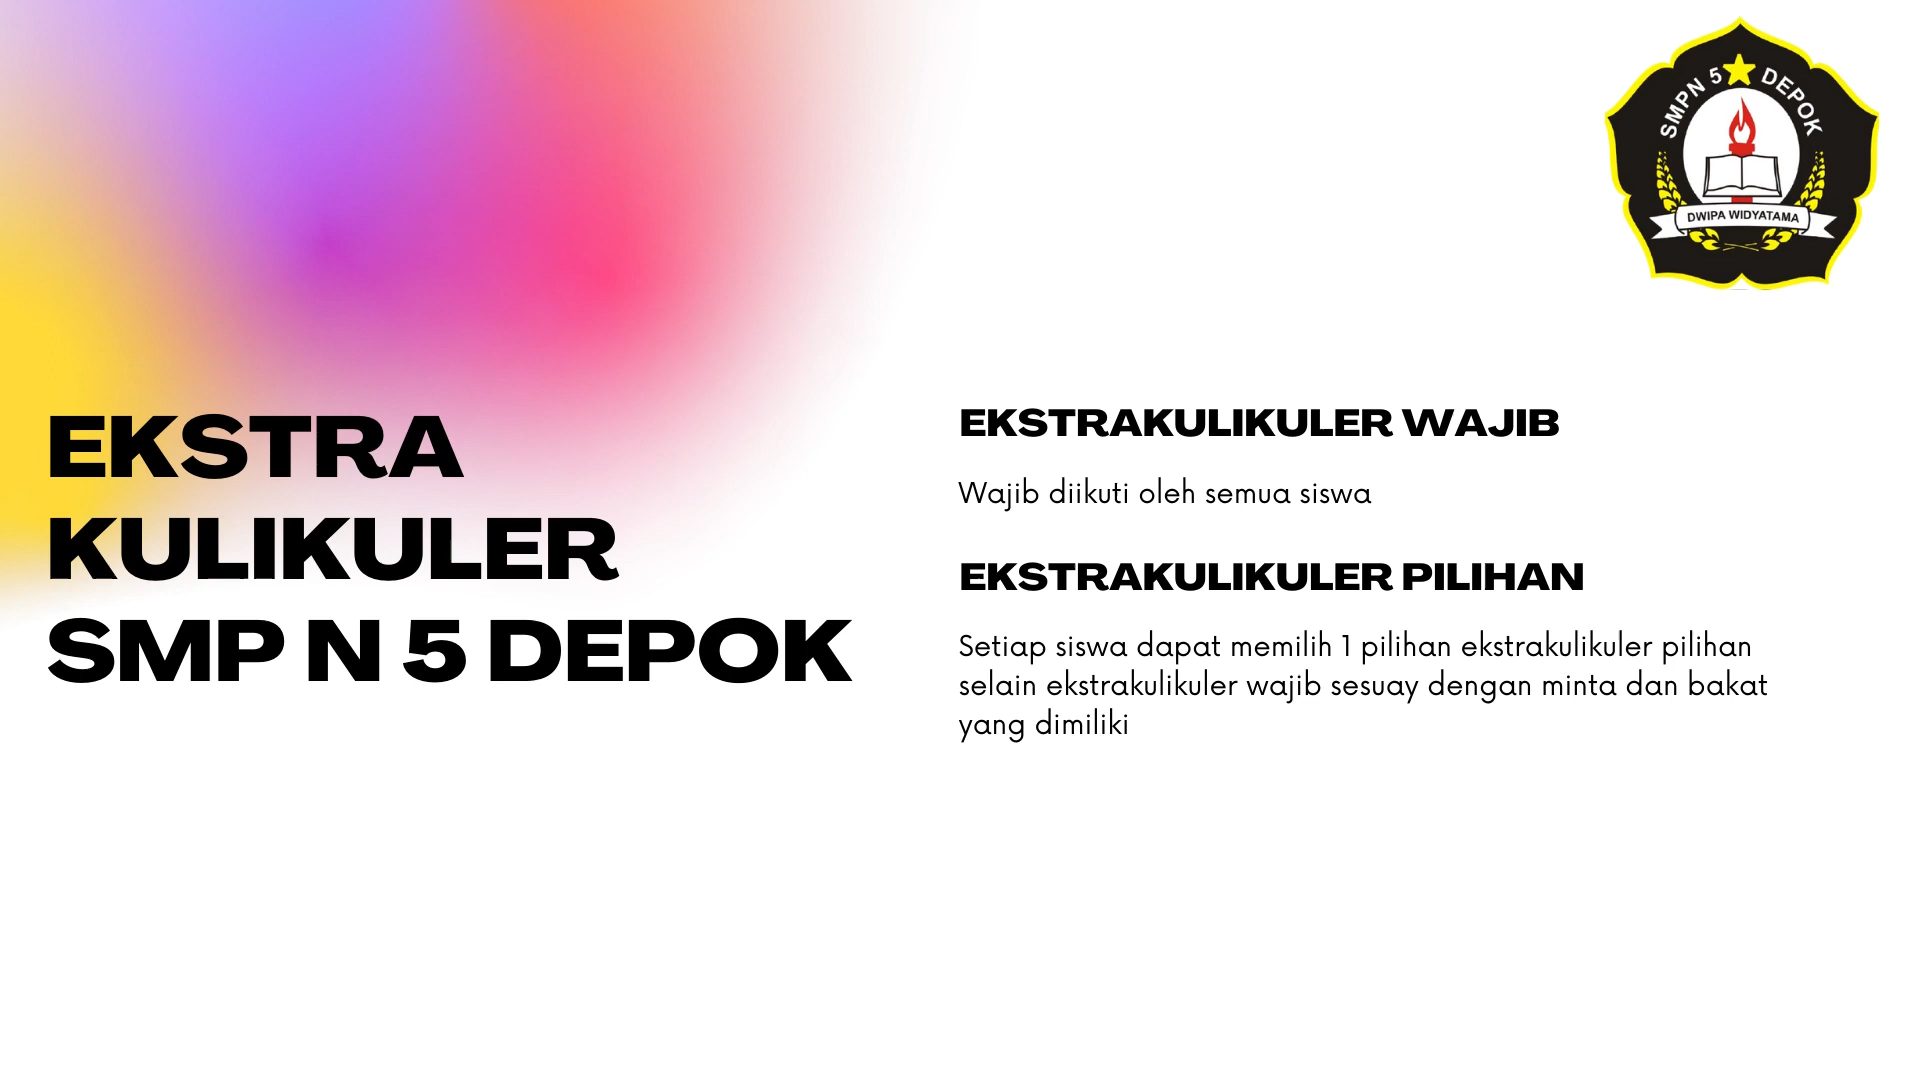 SMPN 5 DEPOK
DWIPA WIDYATAMA
EKSTRA
KULIKULER
SMP N 5 DEPOK
EKSTRAKULIKULER WAJIB
Wajib diikuti oleh semua siswa
EKSTRAKULIKULER PILIHAN
Setiap siswa dapat memilih 1 pilihan ekstrakulikuler pilihan
selain ekstrakulikuler wajib sesuay dengan minta dan bakat
yang dimiliki